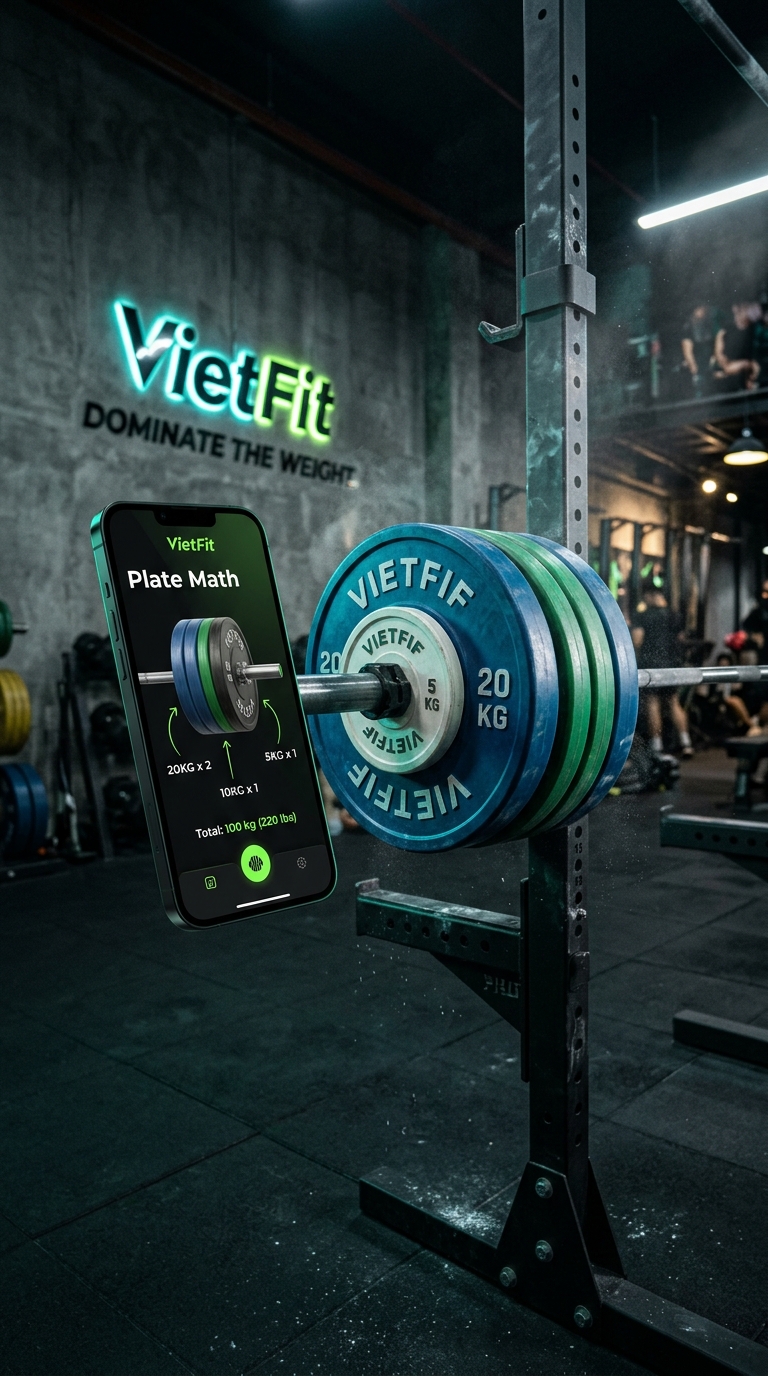 VietFit
DOMINATE THE WEIGHT
VietFit
Plate Math
20KG x 2
10RG x 1
5KG x 1
Total: 100 kg (220 lbs)
VIETFIF
20
VIETFIF
5
KG
20
KG
VIETFIF
VIETFIF